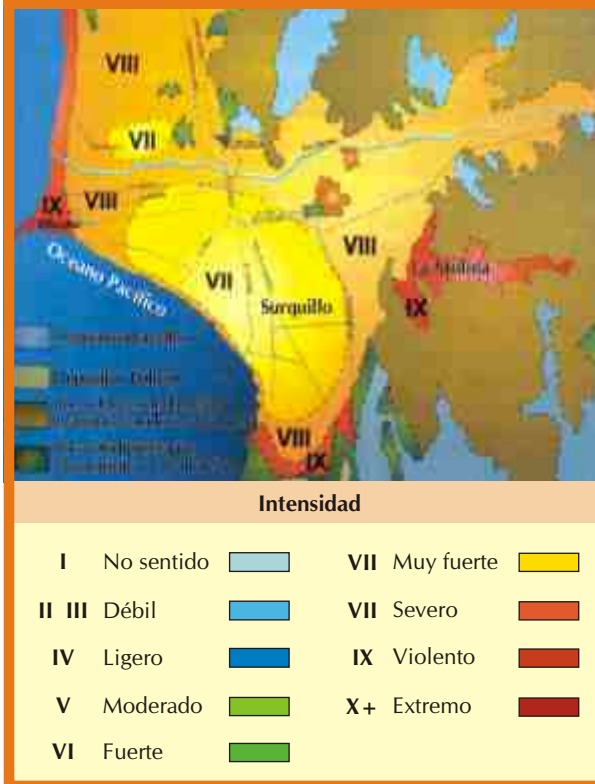 VIII
VII
IX
VIII
Oceano Pacífico
VII
VIII
La Molina
Surquillo
IX
VIII
IX
Intensidad
I No sentido
VII Muy fuerte
II III Débil
VII Severo
IV Ligero
IX Violento
V Moderado
X+ Extremo
VI Fuerte